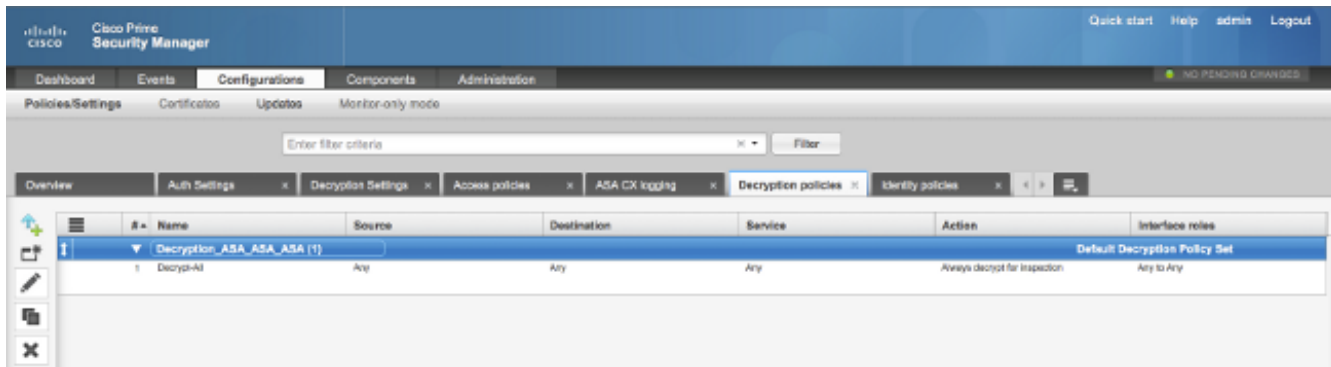 Quick start Help admin Logout
cisco
Cisco Prime
Security Manager
Dashboard Events Configurations Components Administration
NO PENDING CHANGES
Policies/Settings Certificates Updates Monitor-only mode
Enter filter criteria Filter
Overview Auth Settings Decryption Settings Access policies ASA CX logging Decryption policies Identity policies
# Name Source Destination Service Action Interface roles
Decryption_ASA_ASA_ASA (1) Default Decryption Policy Set
1 Decrypt-All Any Any Any Always decrypt for inspection Any to Any